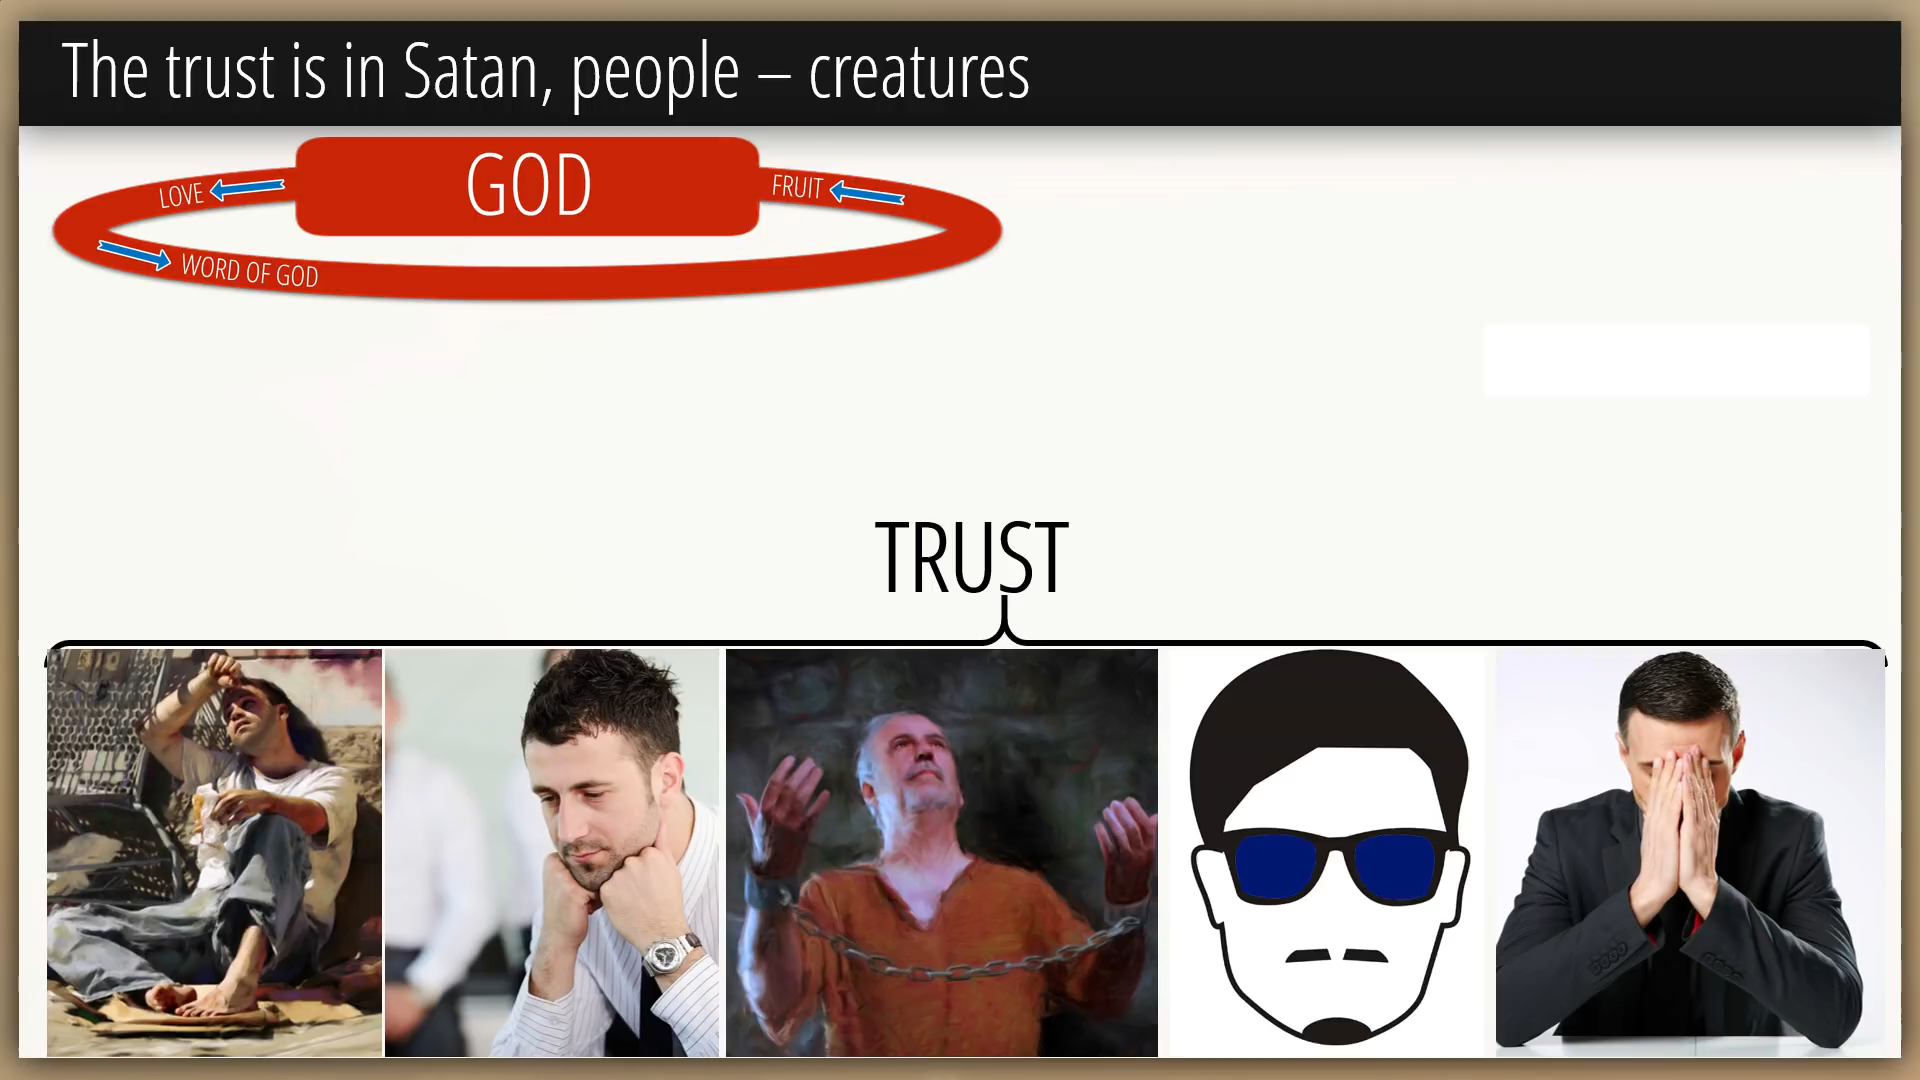 The trust is in Satan, people – creatures
GOD
LOVE
FRUIT
WORD OF GOD
TRUST